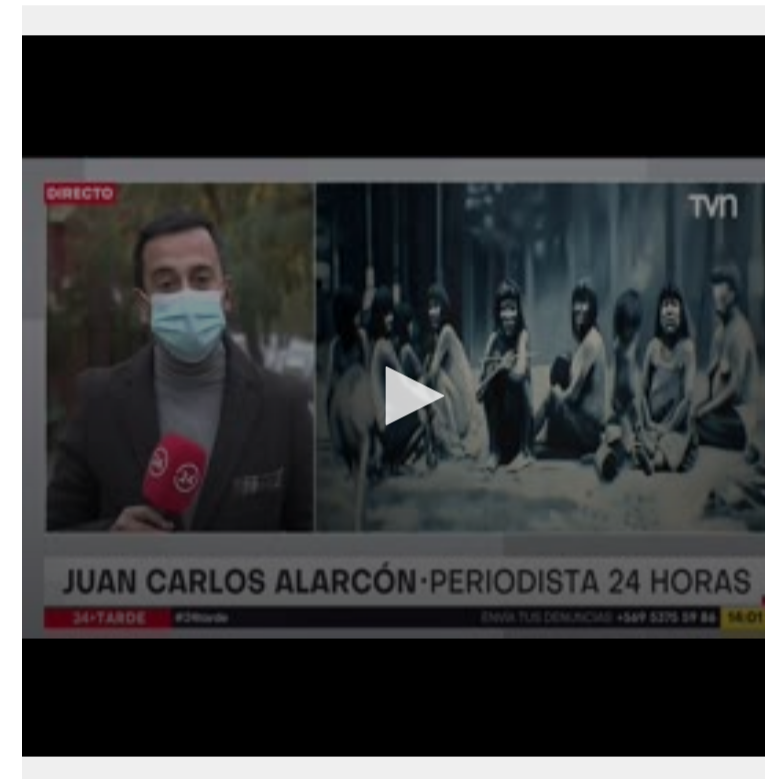 DIRECTO
TVN
24
JUAN CARLOS ALARCÓN·PERIODISTA 24 HORAS
24•TARDE #24tarde ENVÍA TUS DENUNCIAS +569 5375 59 86 14:01